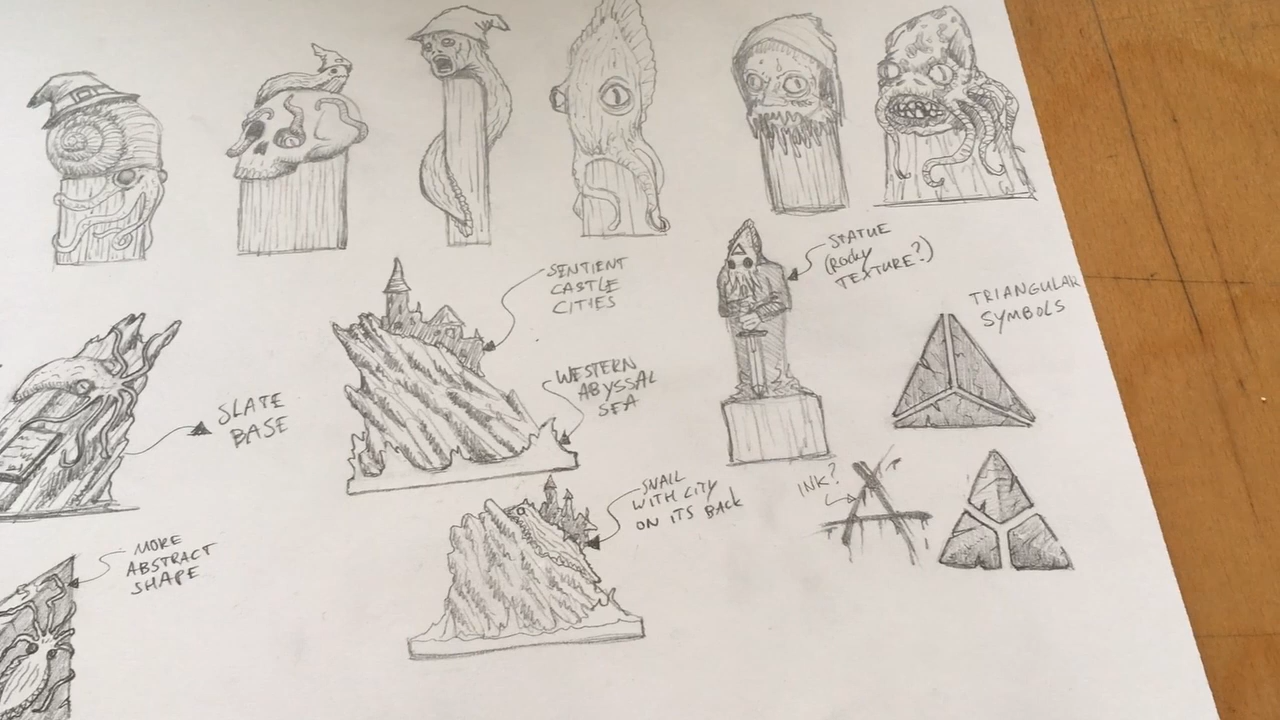 STATUE
(ROCKY
TEXTURE?)
SENTIENT
CASTLE
CITIES
TRIANGULAR
SYMBOLS
WESTERN
ABYSSAL
SEA
SLATE
BASE
INK?
SNAIL
WITH CITY
ON ITS BACK
MORE
ABSTRACT
SHAPE